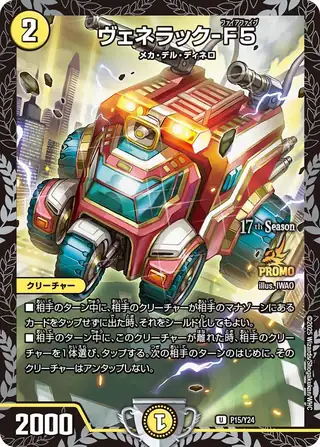 2
ファイアファイブ
ヴェネラック-F5
メカ・デル・ディネロ
17th Season
PROMO
illus. IWAO
クリーチャー
■相手のターン中に、相手のクリーチャーが相手のマナゾーンにある
カードをタップせずに出た時、それをシールド化してもよい。
■相手のターン中に、このクリーチャーが離れた時、相手のクリー
チャーを1体選び、タップする。次の相手のターンのはじめに、その
クリーチャーはアンタップしない。
2000
1
U P15/Y24